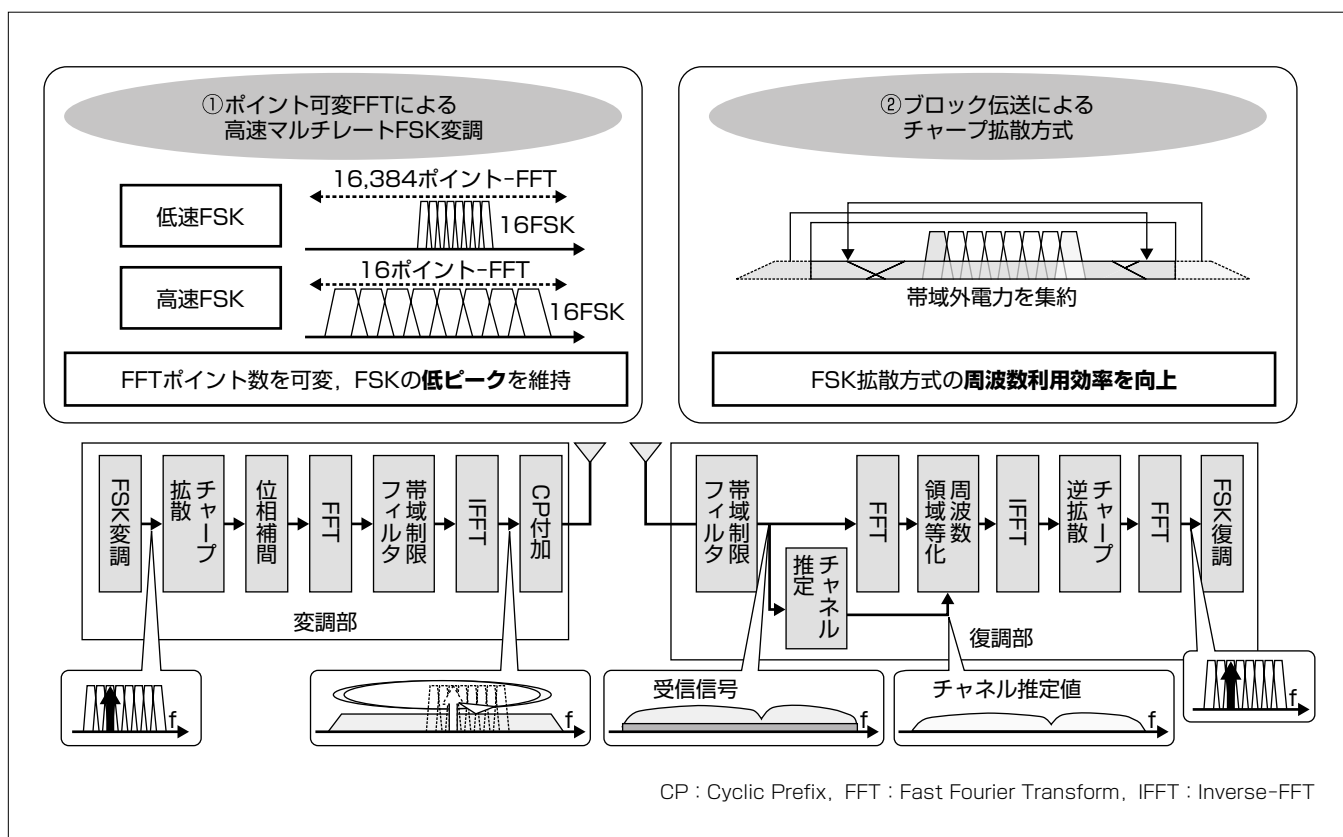 ①ポイント可変FFTによる
高速マルチレートFSK変調
低速FSK
16,384ポイント-FFT
16FSK
高速FSK
16ポイント-FFT
16FSK
FFTポイント数を可変，FSKの低ピークを維持
②ブロック伝送による
チャープ拡散方式
帯域外電力を集約
FSK拡散方式の周波数利用効率を向上
FSK変調
チャープ
拡散
位相補間
FFT
帯域制限
フィルタ
IFFT
CP付加
変調部
帯域制限
フィルタ
チャネル
推定
FFT
周波数
領域等化
IFFT
チャープ
逆拡散
FFT
FSK復調
復調部
f
f
受信信号
f
チャネル推定値
f
f
CP：Cyclic Prefix，FFT：Fast Fourier Transform，IFFT：Inverse-FFT